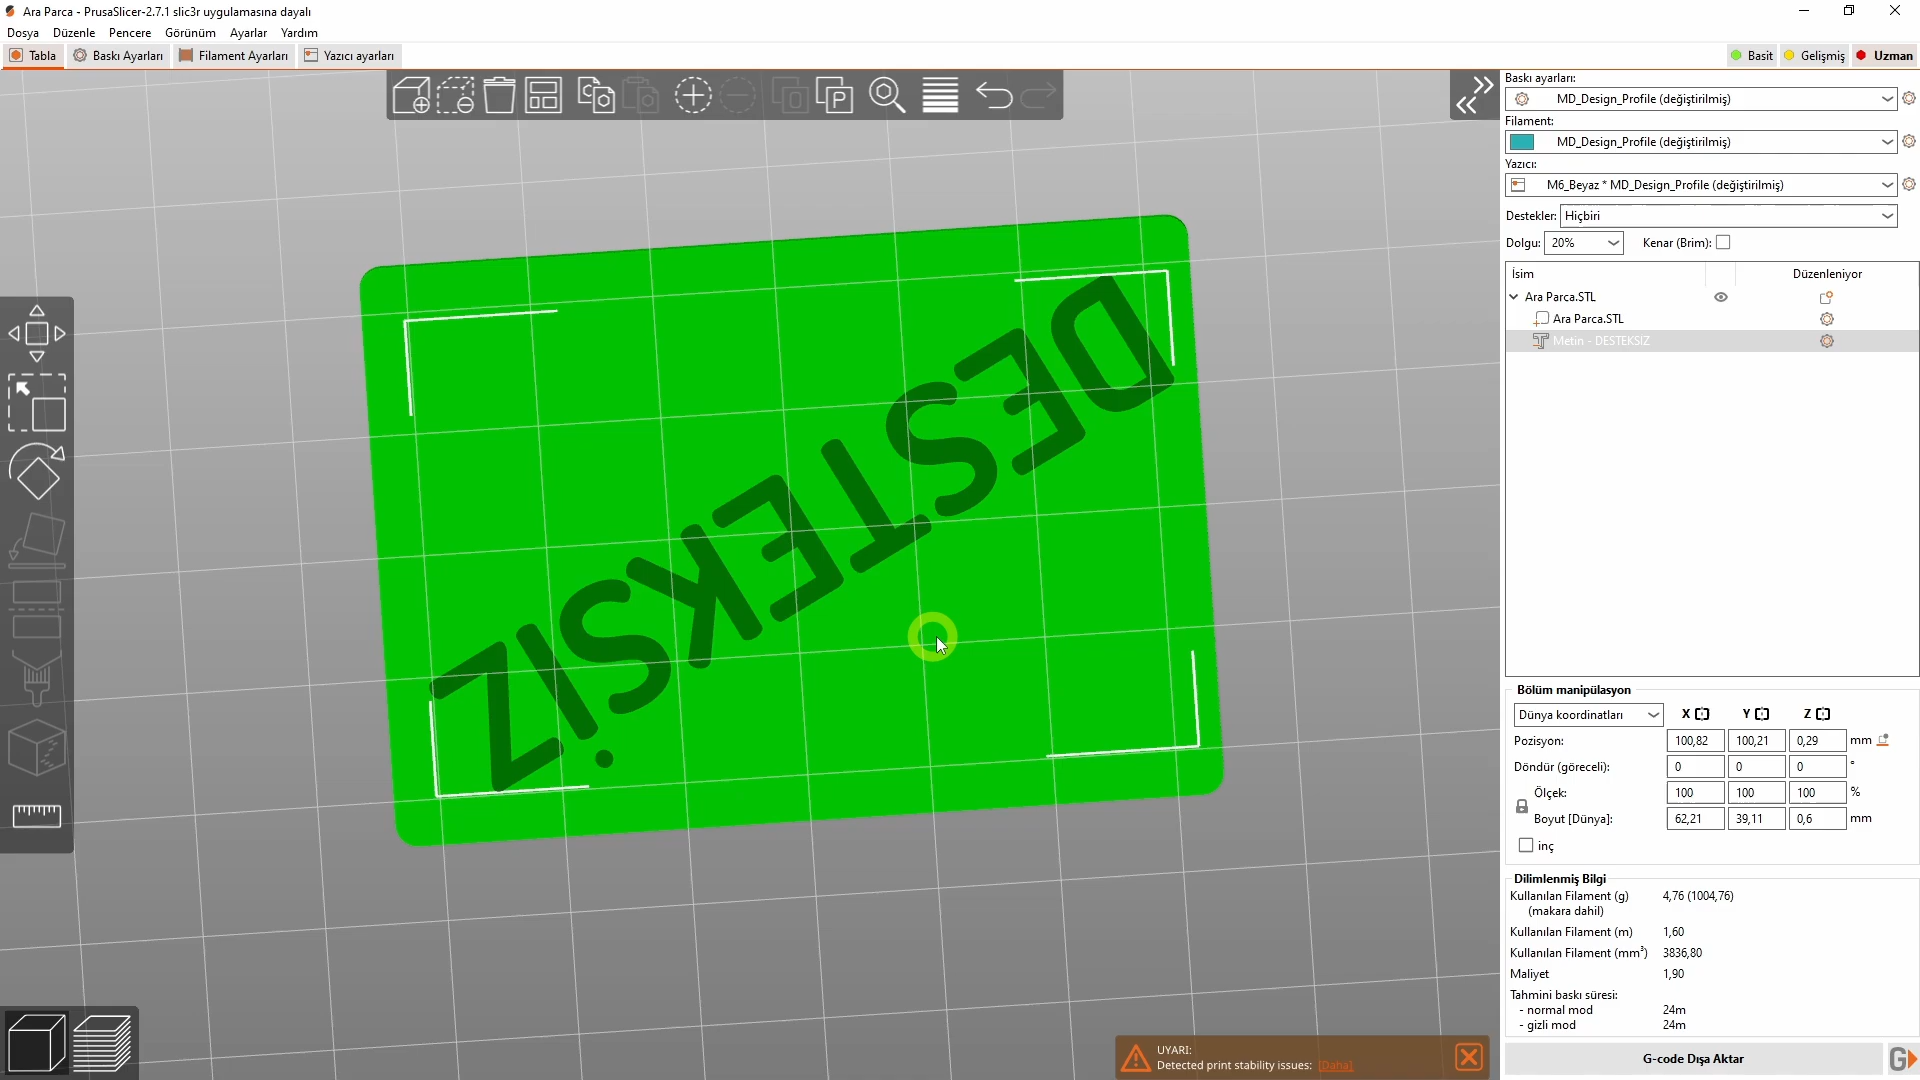 Ara Parca - PrusaSlicer-2.7.1 slic3r uygulamasına dayalı
Dosya Düzenle Pencere Görünüm Ayarlar Yardım
Tabla Baskı Ayarları Filament Ayarları Yazıcı ayarları
Basit Gelişmiş Uzman
Baskı ayarları:
MD_Design_Profile (değiştirilmiş)
Filament:
MD_Design_Profile (değiştirilmiş)
Yazıcı:
M6_Beyaz * MD_Design_Profile (değiştirilmiş)
Destekler: Hiçbiri
Dolgu: 20% Kenar (Brim):
İsim Düzenleniyor
Ara Parca.STL
Ara Parca.STL
Metin - DESTEKSİZ
DESTEKSİZ
Bölüm manipülasyon
Dünya koordinatları X Y Z
Pozisyon: 100,82 100,21 0,29 mm
Döndür (göreceli): 0 0 0 °
Ölçek: 100 100 100 %
Boyut [Dünya]: 62,21 39,11 0,6 mm
inç
Dilimlenmiş Bilgi
Kullanılan Filament (g) 4,76 (1004,76)
(makara dahil)
Kullanılan Filament (m) 1,60
Kullanılan Filament (mm³) 3836,80
Maliyet 1,90
Tahmini baskı süresi:
- normal mod 24m
- gizli mod 24m
G-code Dışa Aktar
UYARI:
Detected print stability issues: [Daha]